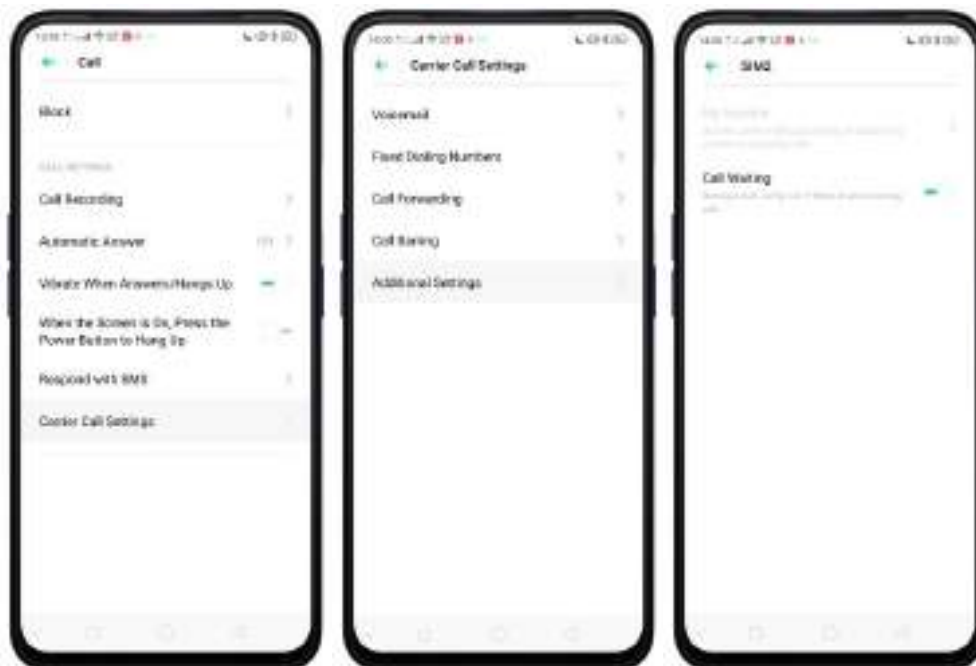 Call
Block
CALL SETTINGS
Call Recording
Automatic Answer
Vibrate When Answers/Hangs Up
When the Screen is On, Press the
Power Button to Hang Up
Respond with SMS
Carrier Call Settings
Carrier Call Settings
Voicemail
Fixed Dialing Numbers
Call Forwarding
Call Barring
Additional Settings
SIM2
Call Waiting